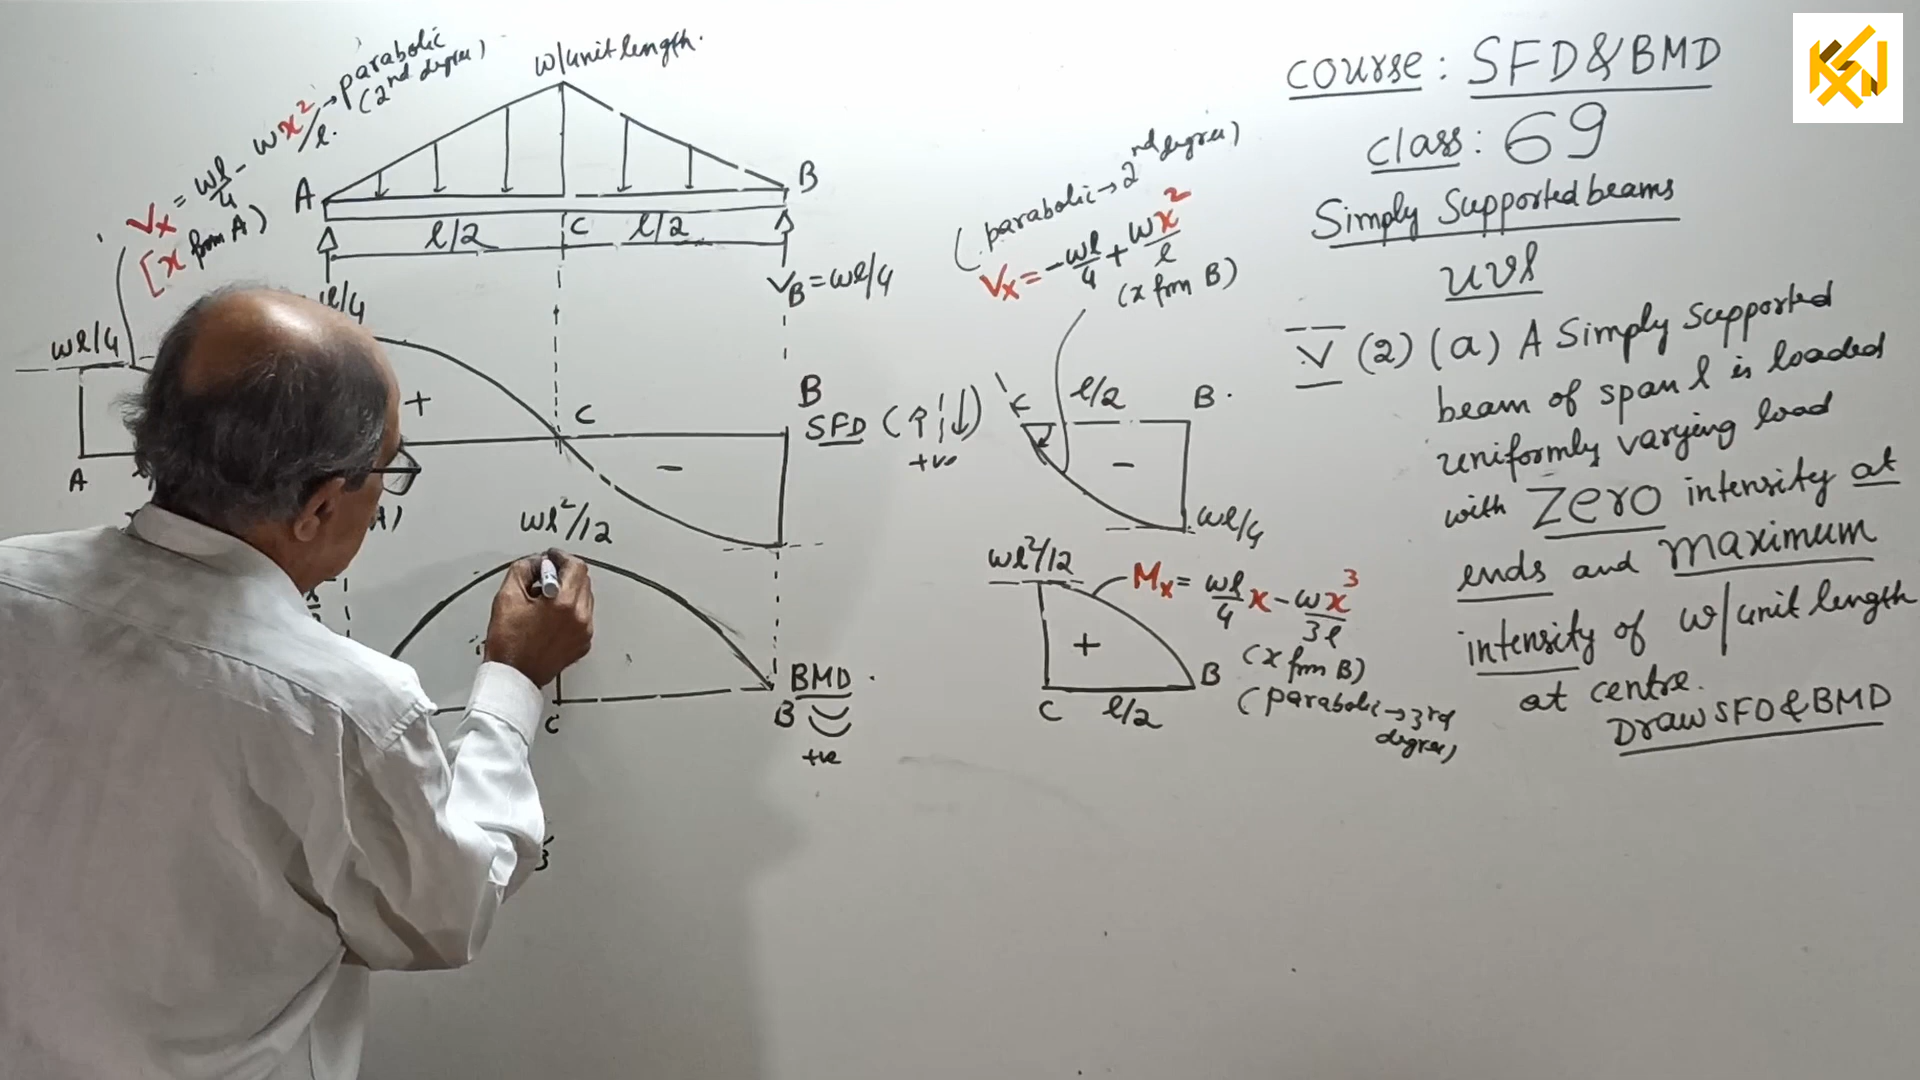 course : SFD&BMD
class : 69
Simply Supported beams
uvl
V (2) (a) A Simply Supported
beam of span l is loaded
uniformly varying load
with Zero intensity at
ends and maximum
intensity of w/unit length
at centre.
Draw SFD & BMD
Vx = wl/4 - wx²/l. → parabolic
(2nd degree)
[x from A)
w/unit length.
A
B
l/2
C
l/2
VB = wl/4
wl/4
+
C
-
B
SFD (↑¦↓)
+ve
A
wl²/12
C
B
BMD
+ve
(parabolic → 2nd degree)
Vx = -wl/4 + wx²/l
(x from B)
l/2
B
-
wl/4
wl²/12
Mx = wl/4 x - wx³/3l
(x from B)
(parabolic → 3rd
degree)
+
C
l/2
B